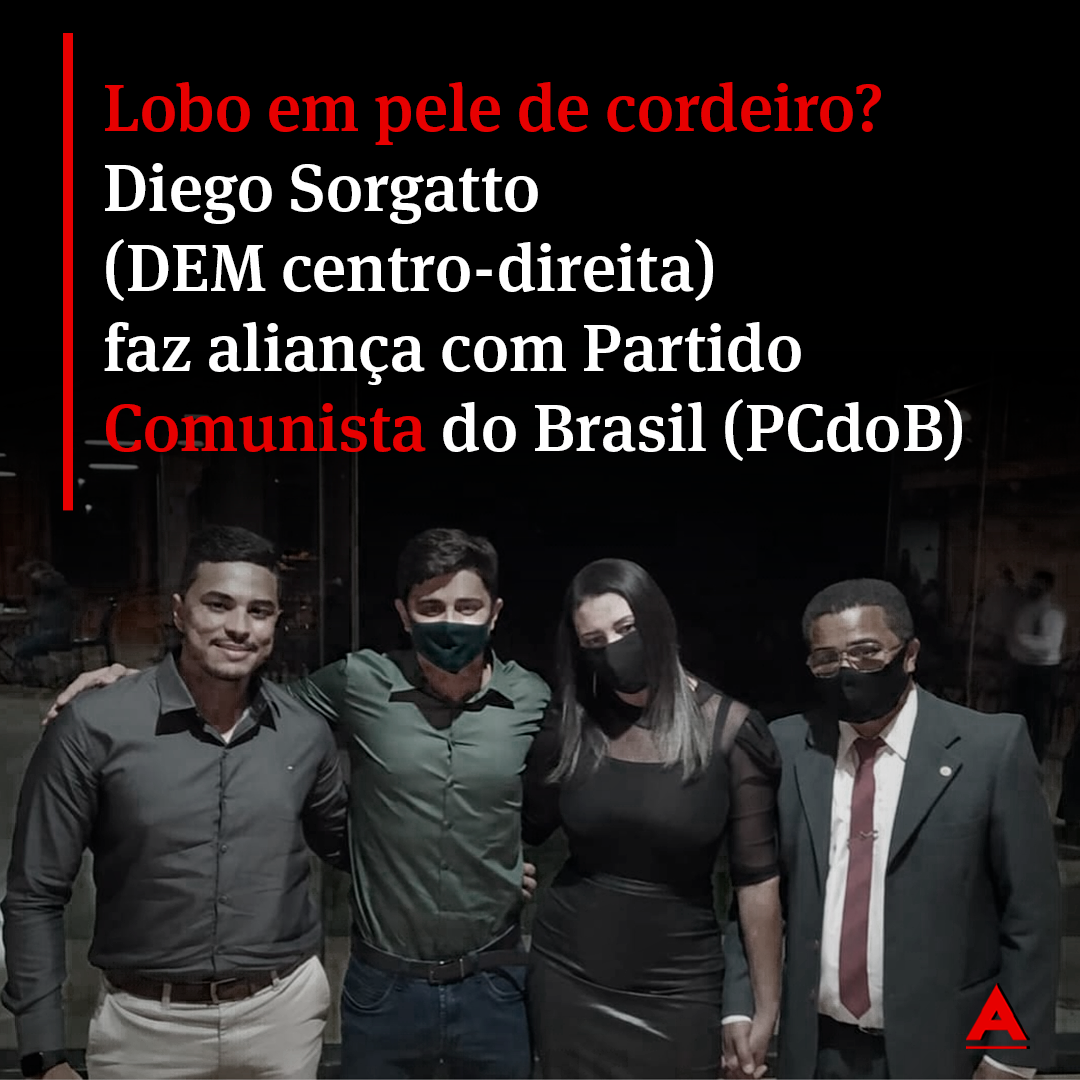 Lobo em pele de cordeiro?
Diego Sorgatto
(DEM centro-direita)
faz aliança com Partido
Comunista do Brasil (PCdoB)
A